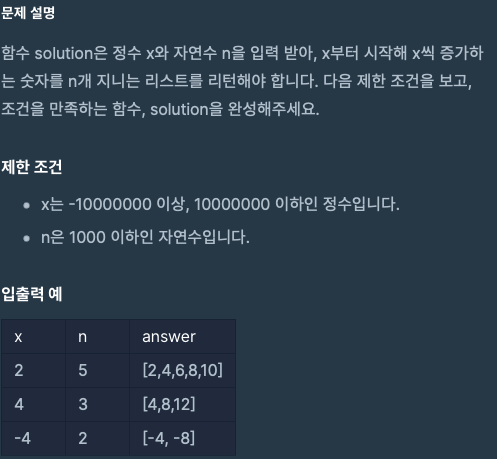 문제 설명
함수 solution은 정수 x와 자연수 n을 입력 받아, x부터 시작해 x씩 증가하
는 숫자를 n개 지니는 리스트를 리턴해야 합니다. 다음 제한 조건을 보고,
조건을 만족하는 함수, solution을 완성해주세요.
제한 조건
• x는 -10000000 이상, 10000000 이하인 정수입니다.
• n은 1000 이하인 자연수입니다.
입출력 예
x n answer
2 5 [2,4,6,8,10]
4 3 [4,8,12]
-4 2 [-4, -8]